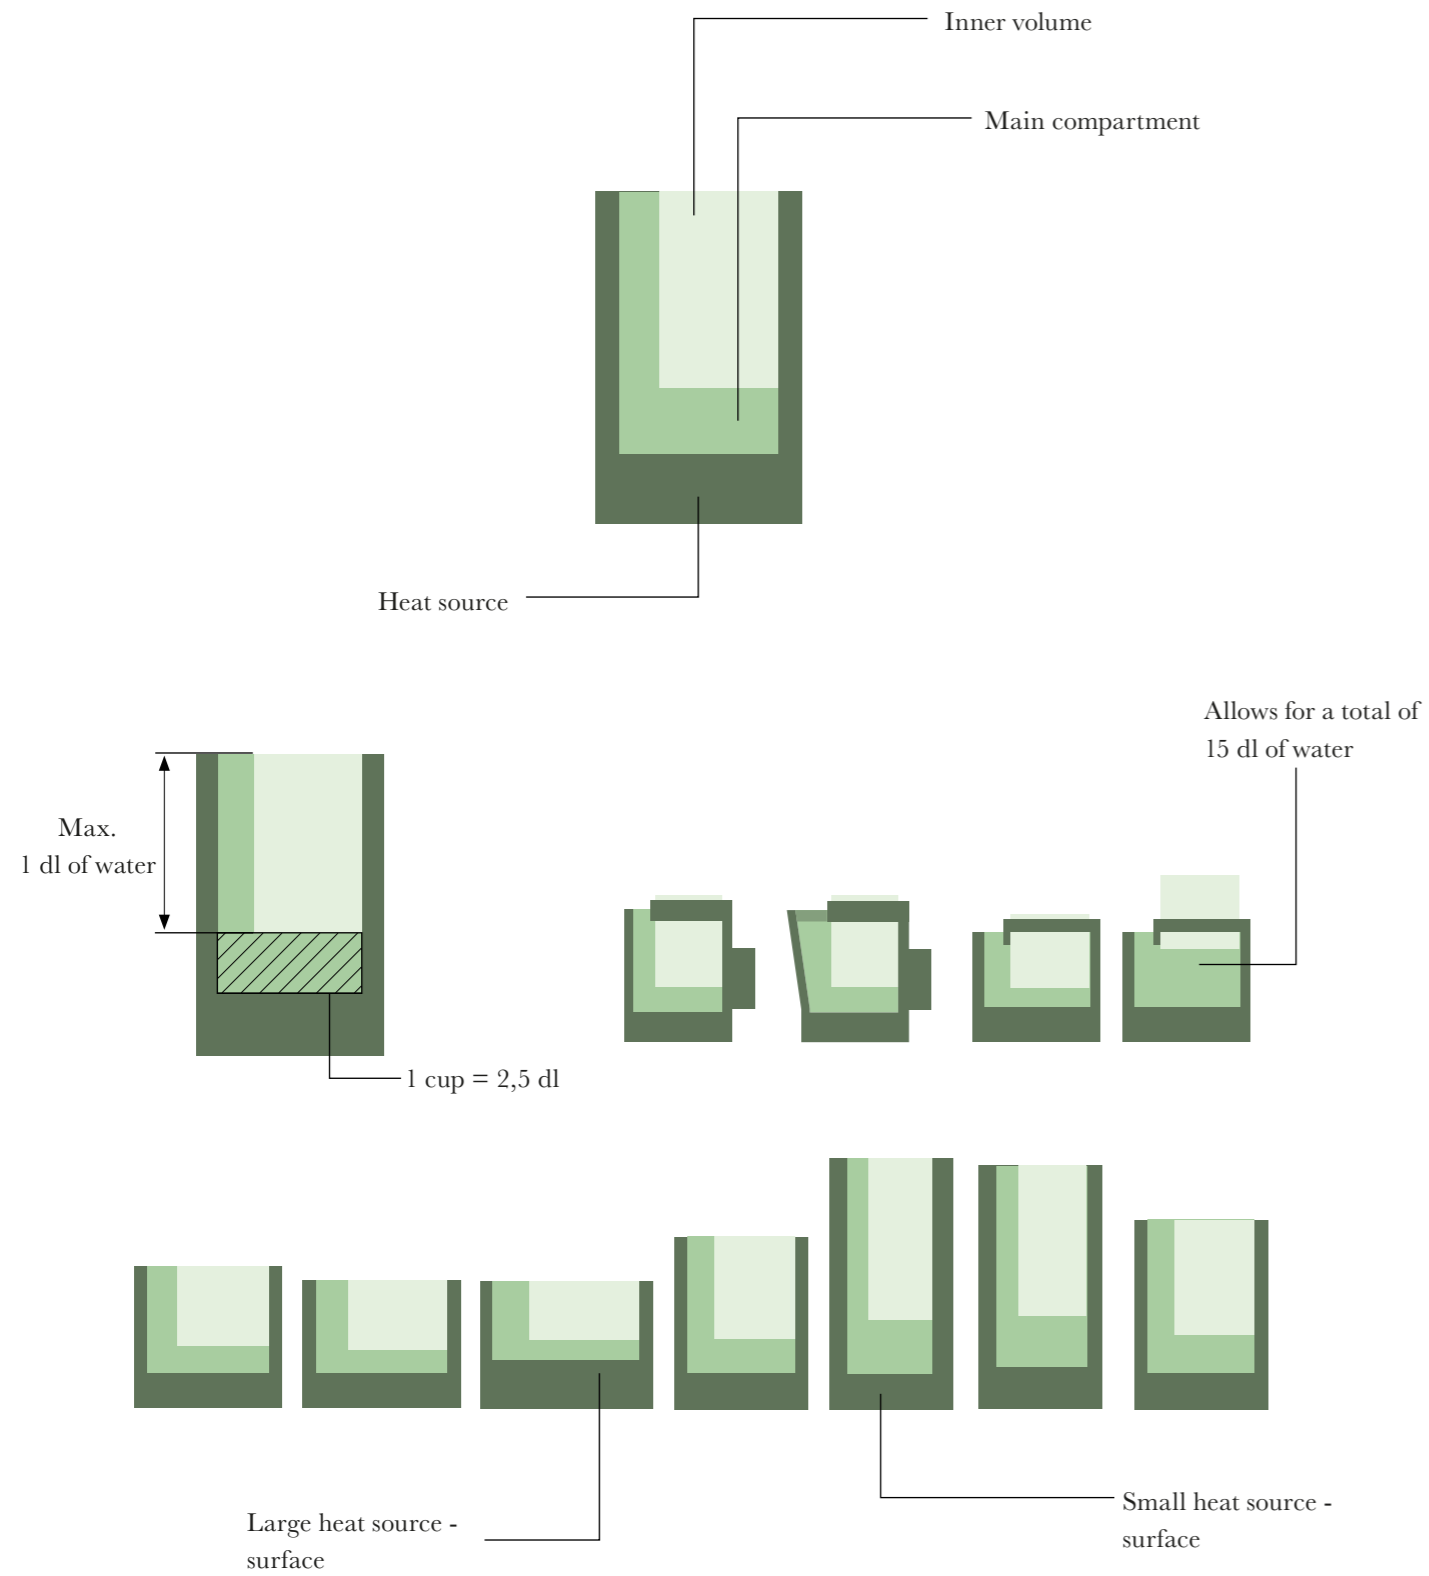 Inner volume
Main compartment
Heat source
Allows for a total of
15 dl of water
Max.
1 dl of water
1 cup = 2,5 dl
Large heat source -
surface
Small heat source -
surface